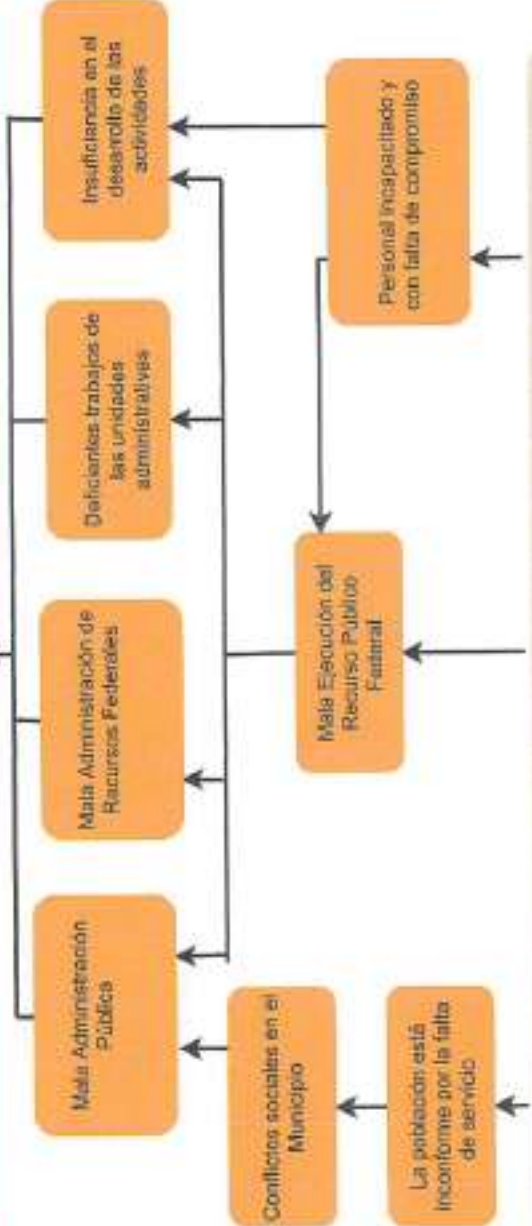 Mala Administración
Pública
Mala Administración de
Recursos Federales
Deficientes trabajos de
las unidades
administrativas
Insuficiencia en el
desarrollo de las
actividades
Conflictos sociales en el
Municipio
Mala Ejecución del
Recurso Público
Federal
Personal incapacitado y
con falta de compromiso
La población está
inconforme por la falta
de servicio